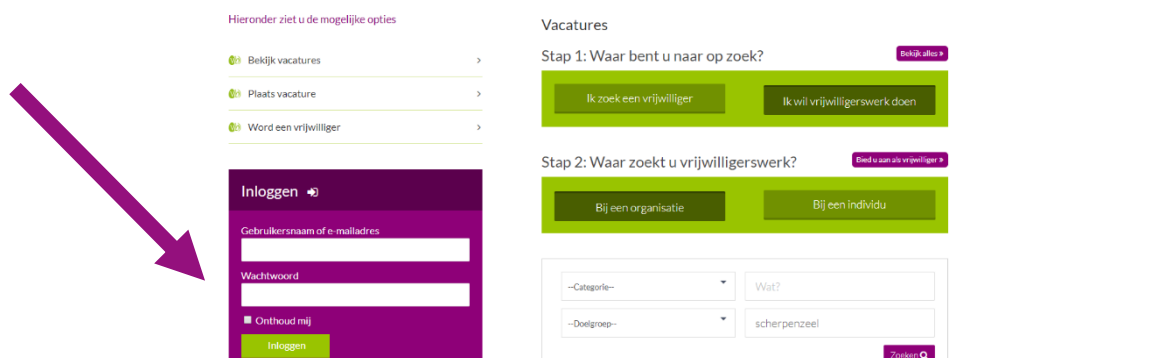 Hieronder ziet u de mogelijke opties
Bekijk vacatures
Plaats vacature
Word een vrijwilliger
Inloggen
Gebruikersnaam of e-mailadres
Wachtwoord
Onthoud mij
Inloggen
Vacatures
Stap 1: Waar bent u naar op zoek?
Bekijk alles »
Ik zoek een vrijwilliger
Ik wil vrijwilligerswerk doen
Stap 2: Waar zoekt u vrijwilligerswerk?
Bied u aan als vrijwilliger »
Bij een organisatie
Bij een individu
--Categorie--
Wat?
--Doelgroep--
scherpenzeel
Zoeken